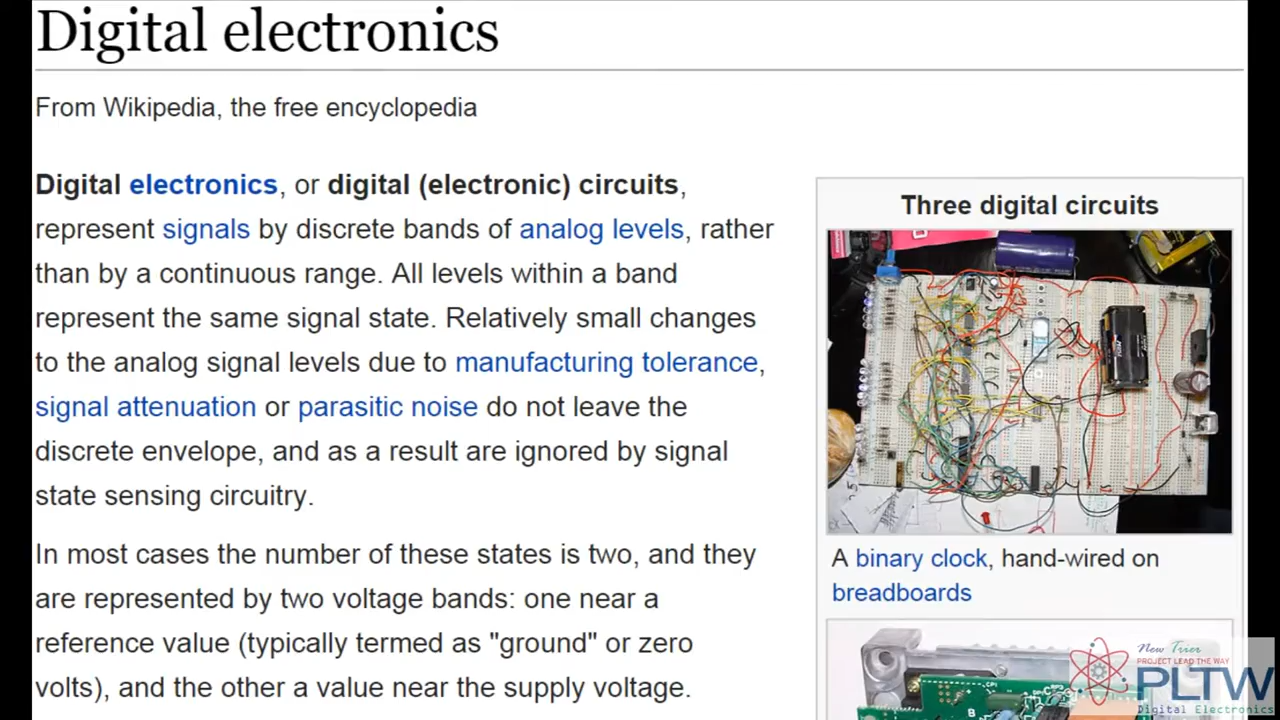 Digital electronics
From Wikipedia, the free encyclopedia
Digital electronics, or digital (electronic) circuits,
represent signals by discrete bands of analog levels, rather
than by a continuous range. All levels within a band
represent the same signal state. Relatively small changes
to the analog signal levels due to manufacturing tolerance,
signal attenuation or parasitic noise do not leave the
discrete envelope, and as a result are ignored by signal
state sensing circuitry.
In most cases the number of these states is two, and they
are represented by two voltage bands: one near a
reference value (typically termed as "ground" or zero
volts), and the other a value near the supply voltage.
Three digital circuits
A binary clock, hand-wired on
breadboards
New Trier
PROJECT LEAD THE WAY
PLTW
Digital Electronics